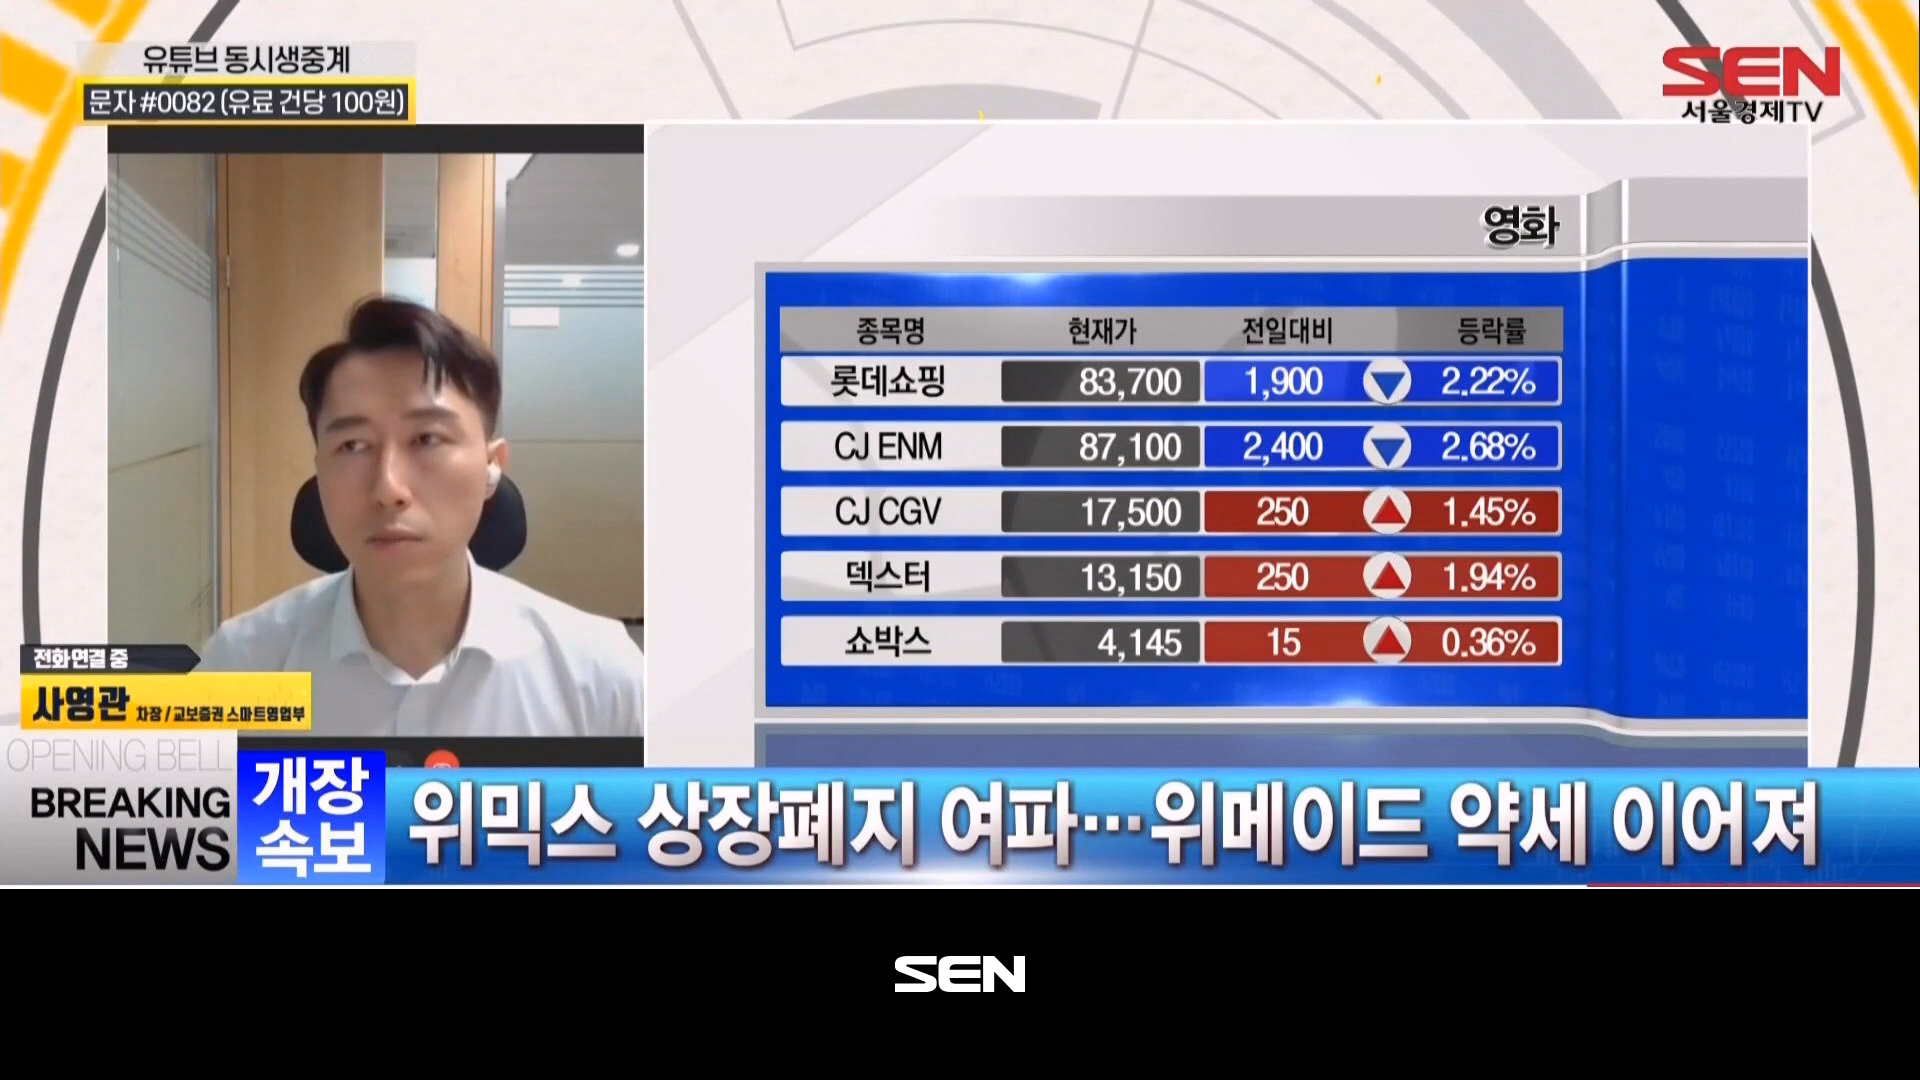 유튜브 동시생중계
문자 #0082 (유료 건당 100원)
SEN
서울경제TV
영화
종목명 현재가 전일대비 등락률
롯데쇼핑 83,700 1,900 ▼ 2.22%
CJ ENM 87,100 2,400 ▼ 2.68%
CJ CGV 17,500 250 ▲ 1.45%
덱스터 13,150 250 ▲ 1.94%
쇼박스 4,145 15 ▲ 0.36%
전화연결 중
사영관 차장 / 교보증권 스마트영업부
OPENING BELL
BREAKING
NEWS
개장
속보
위믹스 상장폐지 여파…위메이드 약세 이어져
SEN